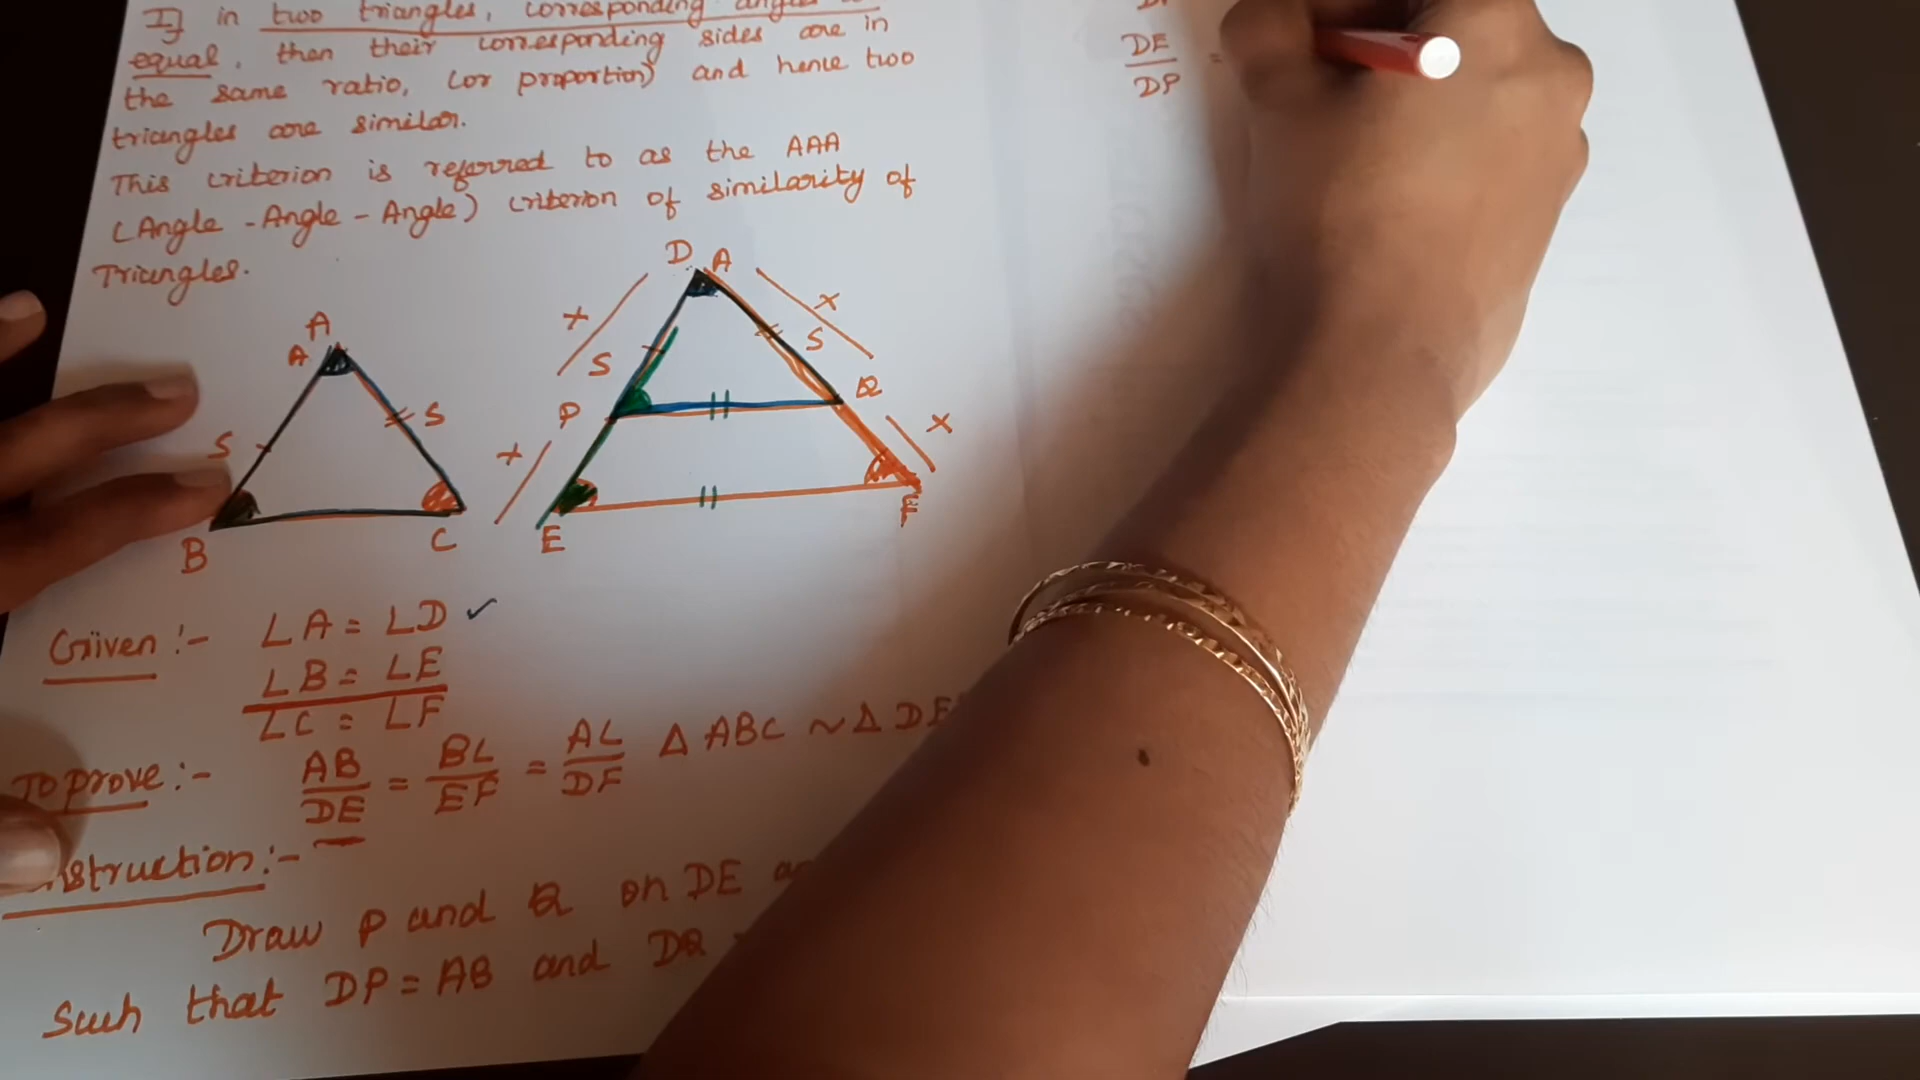 If in two triangles, corresponding angles
equal, then their corresponding sides are in
the same ratio, (or proportion) and hence two
triangles are similar.
This criterion is referred to as the AAA
(Angle - Angle - Angle) criterion of similarity of
Triangles.
D A
A
A
B
C
S
S
x
x
S
S
P
Q
x
x
E
F
Given :- ∠A = ∠D ✓
∠B = ∠E
∠C = ∠F
To prove :- AB/DE = BC/EF = AC/DF Δ ABC ~ Δ DE
nstruction :-
Draw P and Q on DE
Such that DP = AB and DQ
DE/DP =